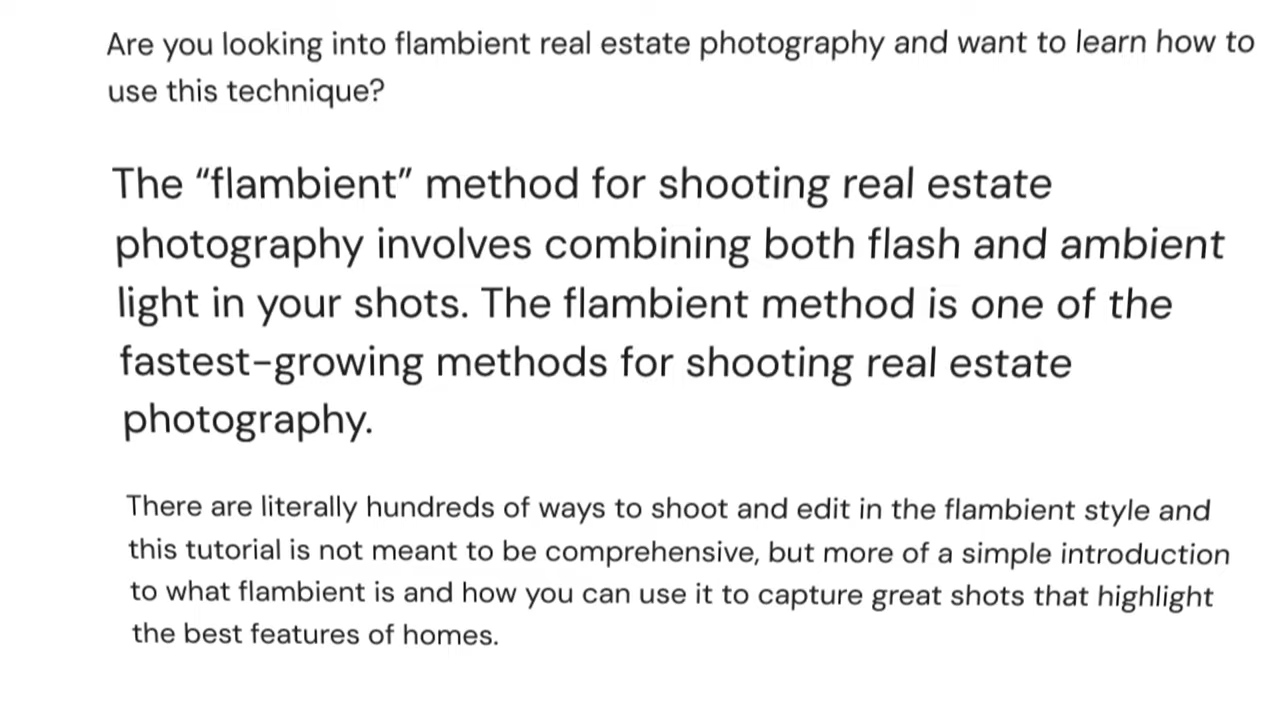 Are you looking into flambient real estate photography and want to learn how to
use this technique?
The “flambient” method for shooting real estate
photography involves combining both flash and ambient
light in your shots. The flambient method is one of the
fastest-growing methods for shooting real estate
photography.
There are literally hundreds of ways to shoot and edit in the flambient style and
this tutorial is not meant to be comprehensive, but more of a simple introduction
to what flambient is and how you can use it to capture great shots that highlight
the best features of homes.